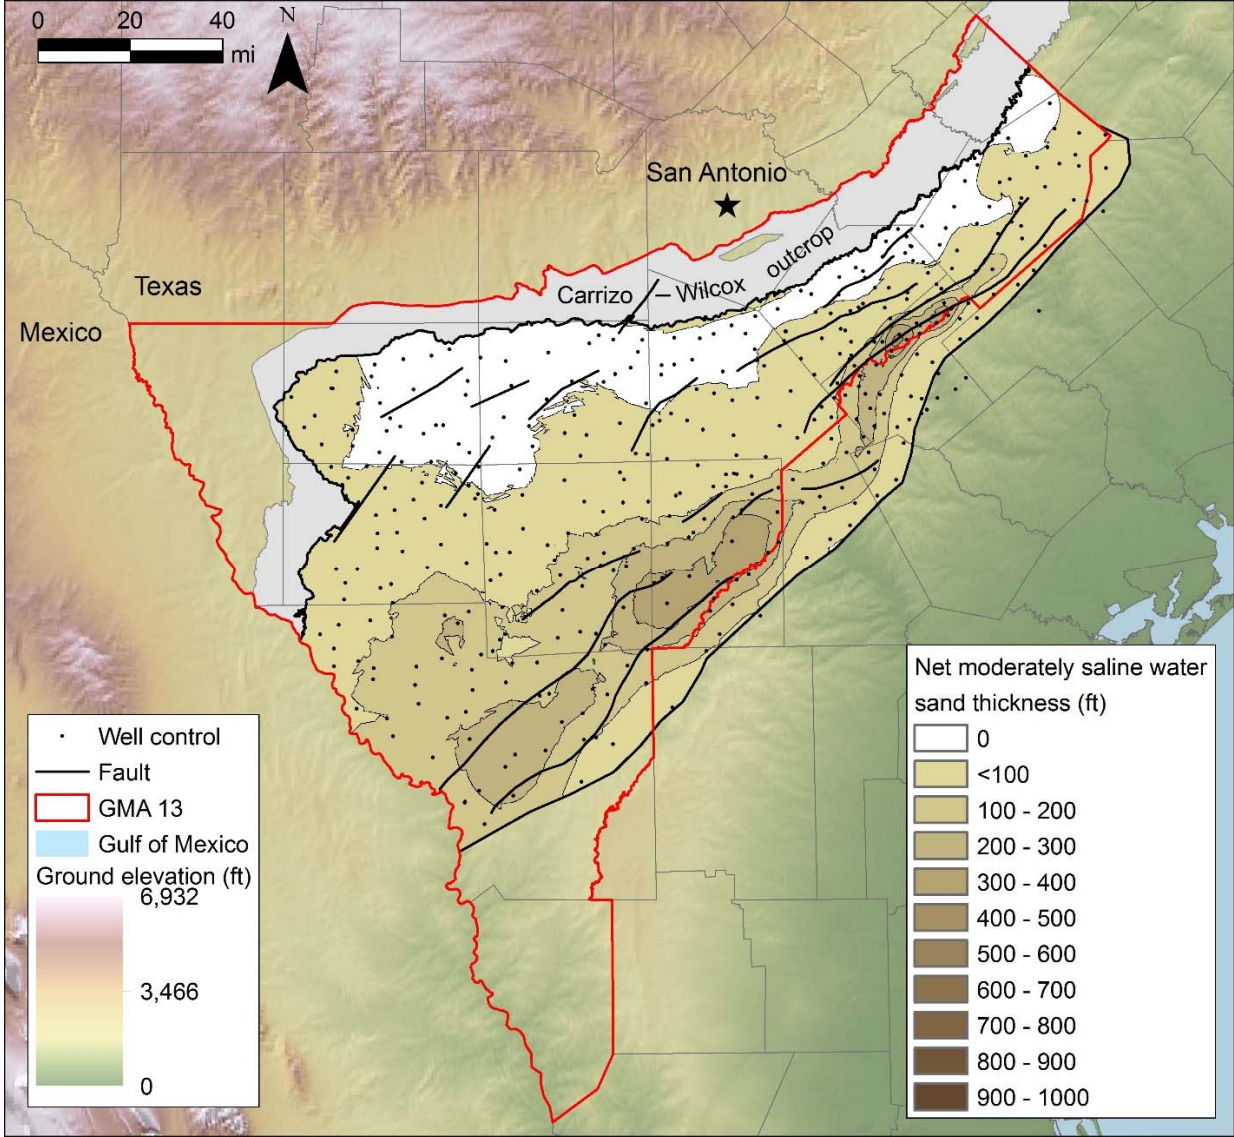 0 20 40
mi
N
San Antonio
Texas
Mexico
Carrizo – Wilcox outcrop
Well control
Fault
GMA 13
Gulf of Mexico
Ground elevation (ft)
6,932
3,466
0
Net moderately saline water
sand thickness (ft)
0
<100
100 - 200
200 - 300
300 - 400
400 - 500
500 - 600
600 - 700
700 - 800
800 - 900
900 - 1000